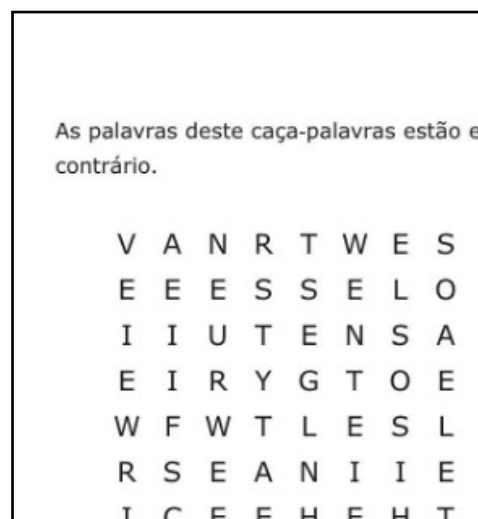 As palavras deste caça-palavras estão e
contrário.
V A N R T W E S
E E E S S E L O
I I U T E N S A
E I R Y G T O E
W F W T L E S L
R S E A N I I E
I C E E H E H T